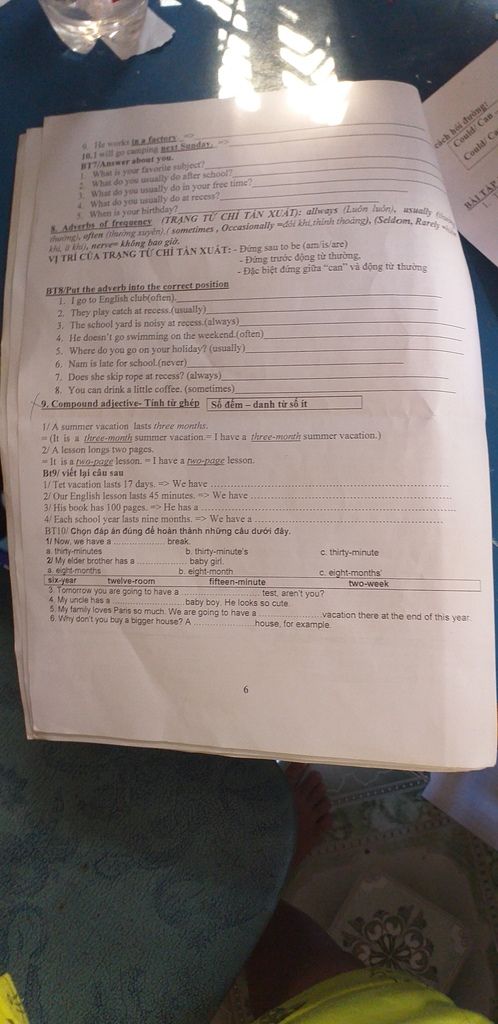 9. He works in a factory. =>
10. I will go camping next Sunday. =>
BT7/Answer about you.
1. What is your favorite subject?
2. What do you usually do after school?
3. What do you usually do in your free time?
4. What do you usually do at recess?
5. When is your birthday?
8. Adverbs of frequency (TRẠNG TỪ CHỈ TẦN XUẤT): allways (Luôn luôn), usually
thường), often (thường xuyên),( sometimes , Occasionally =đôi khi,thỉnh thoảng), (Seldom, Rarely
khi, ít khi), nerve= không bao giờ.
VỊ TRÍ CỦA TRẠNG TỪ CHỈ TẦN XUẤT: - Đứng sau to be (am/is/are)
- Đứng trước động từ thường,
- Đặc biệt đứng giữa “can” và động từ thường
BT8/Put the adverb into the correct position
1. I go to English club(often).
2. They play catch at recess.(usually)
3. The school yard is noisy at recess.(always)
4. He doesn't go swimming on the weekend.(often)
5. Where do you go on your holiday? (usually)
6. Nam is late for school.(never)
7. Does she skip rope at recess? (always)
8. You can drink a little coffee. (sometimes)
9. Compound adjective- Tính từ ghép Số đếm – danh từ số ít
1/ A summer vacation lasts three months.
= (It is a three-month summer vacation.= I have a three-month summer vacation.)
2/ A lesson longs two pages.
= It is a two-page lesson. = I have a two-page lesson.
Bt9/ viết lại câu sau
1/ Tet vacation lasts 17 days. => We have
2/ Our English lesson lasts 45 minutes. => We have
3/ His book has 100 pages. => He has a
4/ Each school year lasts nine months. => We have a
BT10/ Chọn đáp án đúng để hoàn thành những câu dưới đây.
1/ Now, we have a .................. break.
a. thirty-minutes b. thirty-minute's c. thirty-minute
2/ My elder brother has a ................. baby girl.
a. eight-months b. eight-month c. eight-months'
six-year twelve-room fifteen-minute two-week
3. Tomorrow you are going to have a .......................... test, aren't you?
4. My uncle has a .......................... baby boy. He looks so cute.
5. My family loves Paris so much. We are going to have a ......................vacation there at the end of this year.
6. Why don't you buy a bigger house? A .....................house, for example.
6
cách hỏi đường:
Could/ Can
Could/ C
BÀI TẬP